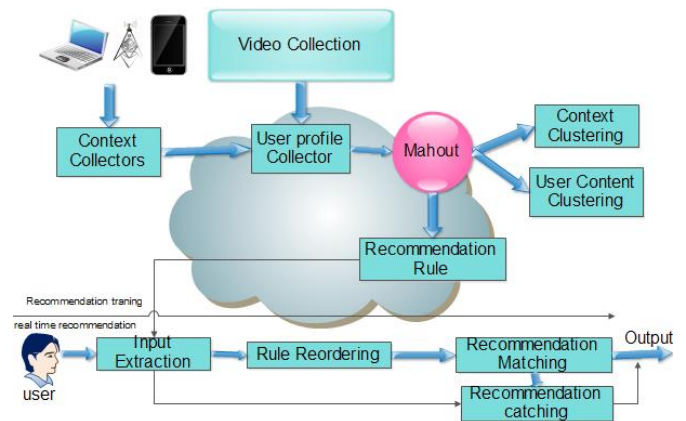 Video Collection
Context
Collectors
User profile
Collector
Mahout
Context
Clustering
User Content
Clustering
Recommendation
Rule
Recommendation traning
real time recommendation
user
Input
Extraction
Rule Reordering
Recommendation
Matching
Output
Recommendation
catching